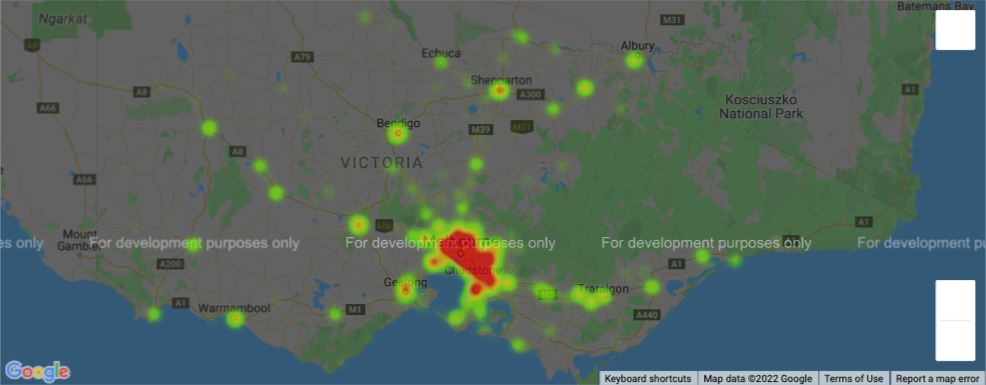 Ngarkat
Batemans Bay
M31
A8
Echuca
Albury
A79
Shepparton
A8
A300
A1
A66
Kosciuszko
National Park
Bendigo
M39
M31
A8
VICTORIA
A66
A1
M8
Mount
Gambier
es only
For development purposes only
For development purposes only
For development purposes only
For development pu
A200
A1
Chadstone
Geelong
Traralgon
M1
A1
Warrnambool
M1
A440
Google
Keyboard shortcuts
Map data ©2022 Google
Terms of Use
Report a map error